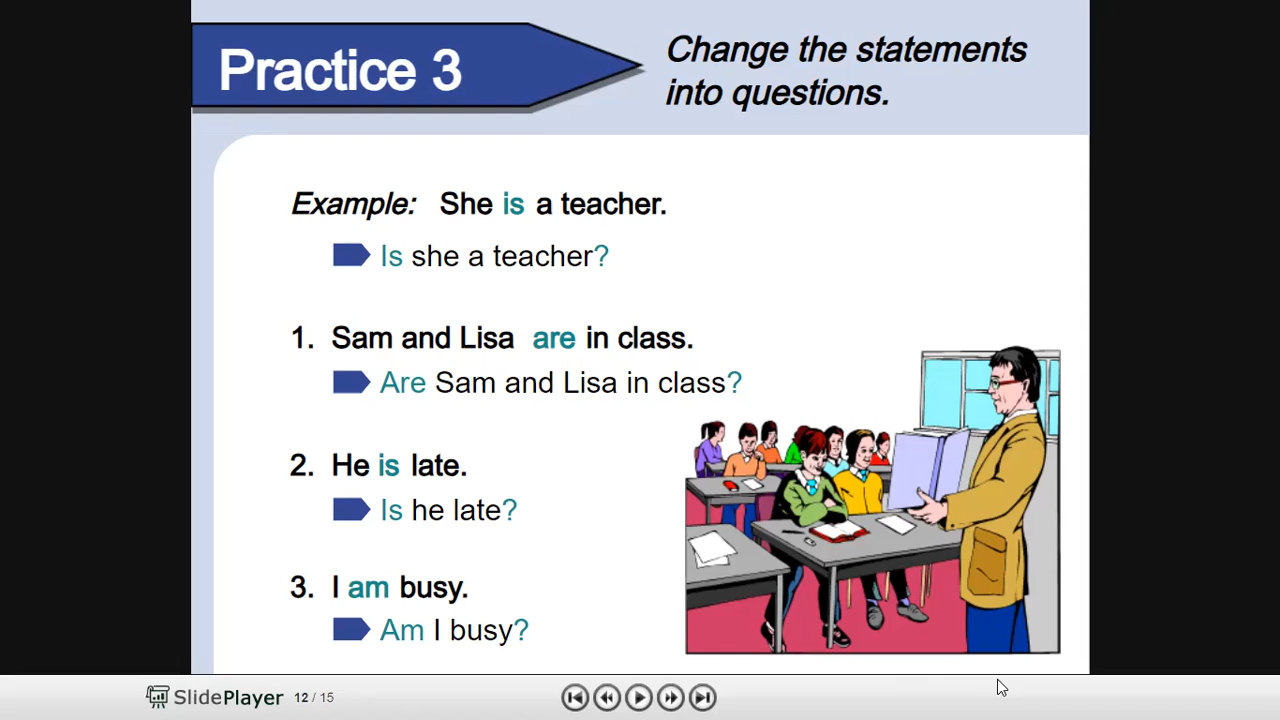 Practice 3
Change the statements
into questions.
Example: She is a teacher.
Is she a teacher?
1. Sam and Lisa are in class.
Are Sam and Lisa in class?
2. He is late.
Is he late?
3. I am busy.
Am I busy?
SlidePlayer 12 / 15